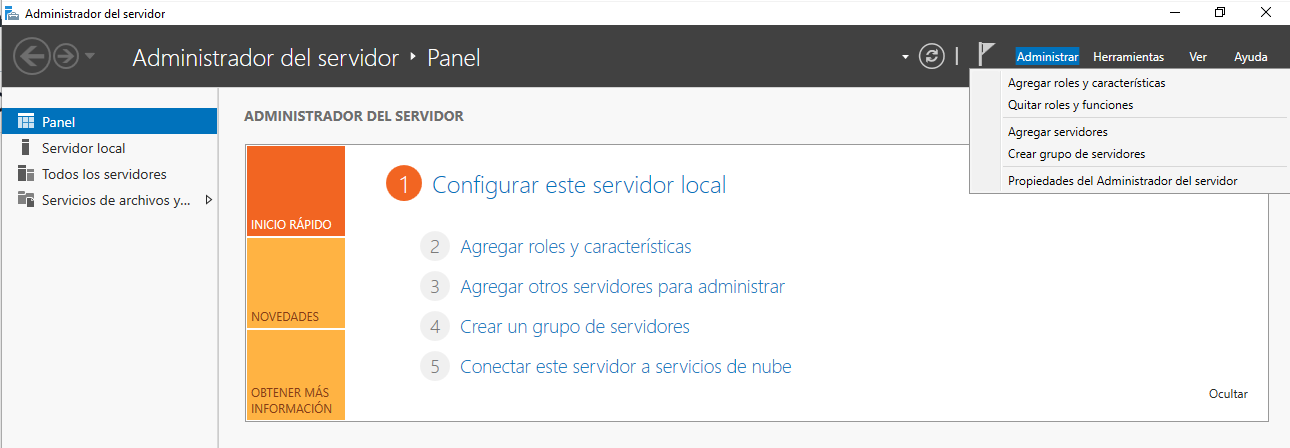 Administrador del servidor
Administrador del servidor Panel
Administrar Herramientas Ver Ayuda
Agregar roles y características
Quitar roles y funciones
Agregar servidores
Crear grupo de servidores
Propiedades del Administrador del servidor
Panel
Servidor local
Todos los servidores
Servicios de archivos y...
ADMINISTRADOR DEL SERVIDOR
INICIO RÁPIDO
NOVEDADES
OBTENER MÁS
INFORMACIÓN
1 Configurar este servidor local
2 Agregar roles y características
3 Agregar otros servidores para administrar
4 Crear un grupo de servidores
5 Conectar este servidor a servicios de nube
Ocultar